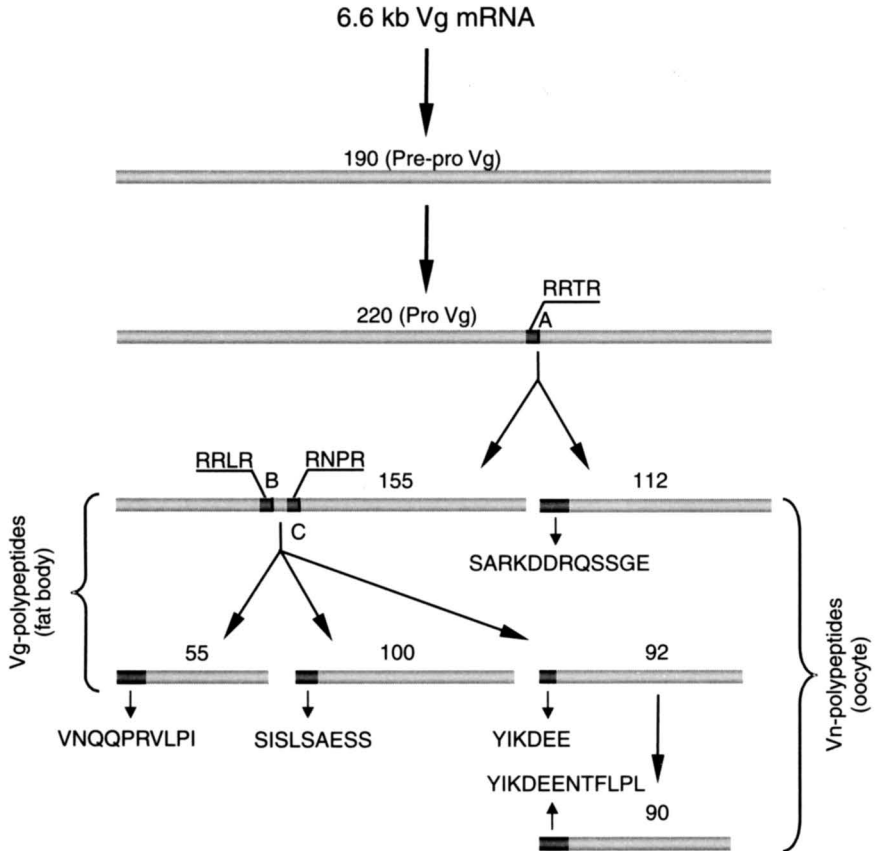 6.6 kb Vg mRNA
190 (Pre-pro Vg)
RRTR
220 (Pro Vg)
A
RRLR
B
RNPR
155
112
C
SARKDDRQSSGE
Vg-polypeptides
(fat body)
55
100
92
VNQQPRVLPI
SISLSAESS
YIKDEE
YIKDEENTFLPL
90
Vn-polypeptides
(oocyte)